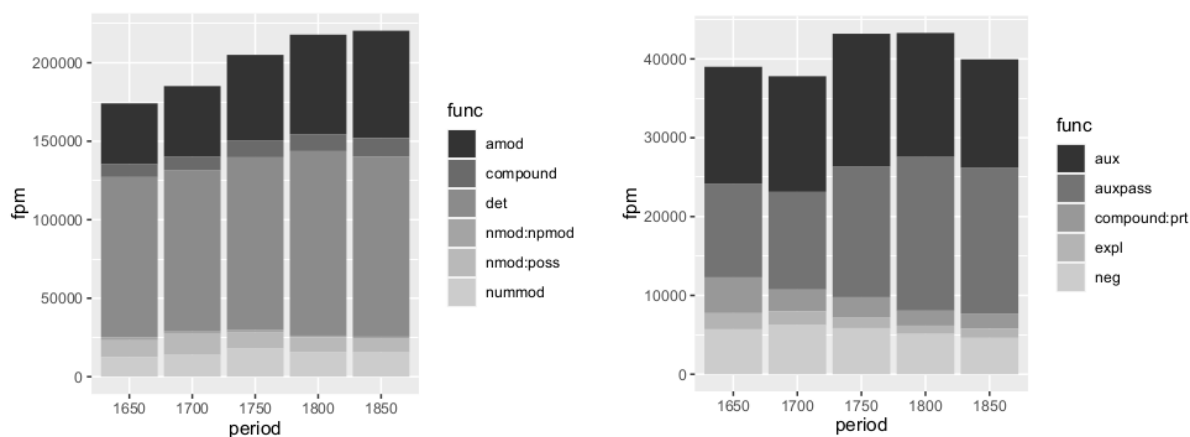 fpm
200000
150000
100000
50000
0
1650 1700 1750 1800 1850
period
func
amod
compound
det
nmod:npmod
nmod:poss
nummod
fpm
40000
30000
20000
10000
0
1650 1700 1750 1800 1850
period
func
aux
auxpass
compound:prt
expl
neg